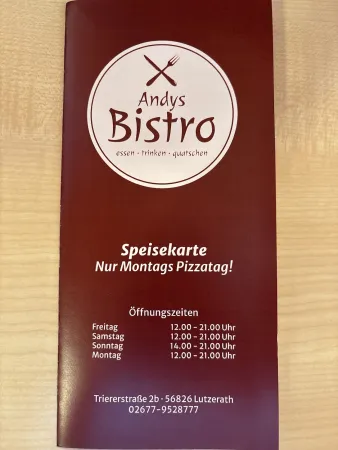 Andys
Bistro
essen - trinken - quatschen
Speisekarte
Nur Montags Pizzatag!
Öffnungszeiten
Freitag 12.00 - 21.00 Uhr
Samstag 12.00 - 21.00 Uhr
Sonntag 14.00 - 21.00 Uhr
Montag 12.00 - 21.00 Uhr
Triererstraße 2b · 56826 Lutzerath
02677-9528777